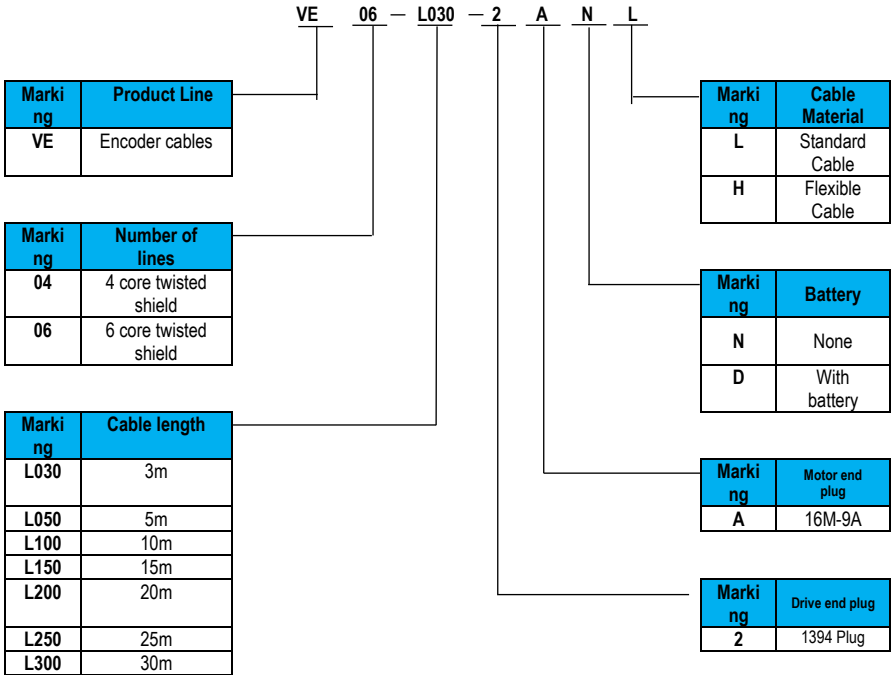 VE 06 — L030 — 2 A N L
Marki
ng
Product Line
VE
Encoder cables
Marki
ng
Number of
lines
04
4 core twisted
shield
06
6 core twisted
shield
Marki
ng
Cable length
L030
3m
L050
5m
L100
10m
L150
15m
L200
20m
L250
25m
L300
30m
Marki
ng
Cable
Material
L
Standard
Cable
H
Flexible
Cable
Marki
ng
Battery
N
None
D
With
battery
Marki
ng
Motor end
plug
A
16M-9A
Marki
ng
Drive end plug
2
1394 Plug